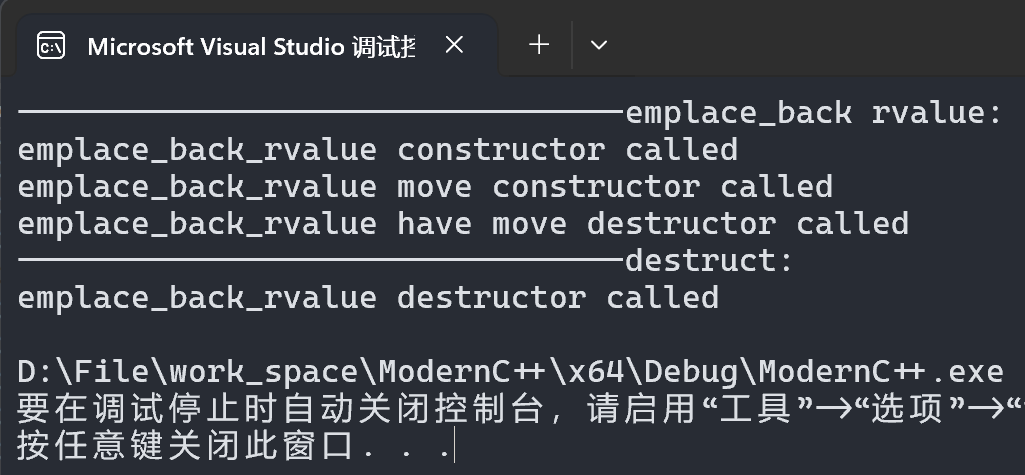 Microsoft Visual Studio 调试控
--------------------------------emplace_back rvalue:
emplace_back_rvalue constructor called
emplace_back_rvalue move constructor called
emplace_back_rvalue have move destructor called
--------------------------------destruct:
emplace_back_rvalue destructor called
D:\File\work_space\ModernC++\x64\Debug\ModernC++.exe
要在调试停止时自动关闭控制台，请启用“工具”->“选项”->“
按任意键关闭此窗口. . .